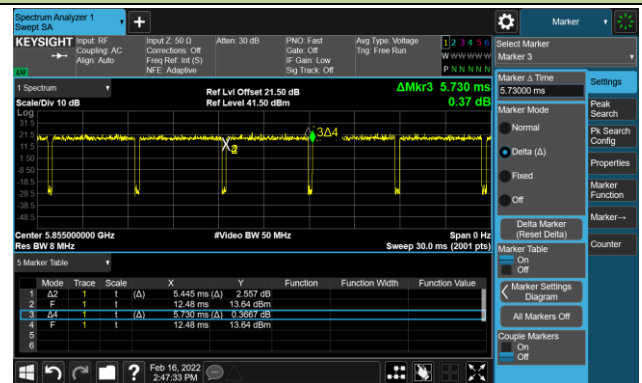 Spectrum Analyzer 1
Swept SA
Marker
KEYSIGHT
Input: RF
Coupling: AC
Align: Auto
Input Z: 50 Ω
Corrections: Off
Freq Ref: Int (S)
NFE: Adaptive
Atten: 30 dB
PNO: Fast
Gate: Off
IF Gain: Low
Sig Track: Off
Avg Type: Voltage
Trig: Free Run
1 2 3 4 5 6
W W W W W W
P N N N N N
Select Marker
Marker 3
1 Spectrum
Scale/Div 10 dB
Ref Lvl Offset 21.50 dB
Ref Level 41.50 dBm
ΔMkr3 5.730 ms
0.37 dB
Log
31.5
21.5
11.5
1.50
-8.50
-18.5
-28.5
-38.5
-48.5
X2
3Δ4
Center 5.855000000 GHz
Res BW 8 MHz
#Video BW 50 MHz
Span 0 Hz
Sweep 30.0 ms (2001 pts)
5 Marker Table
Mode Trace Scale X Y Function Function Width Function Value
1 Δ2 1 t (Δ) 5.445 ms (Δ) 2.557 dB
2 F 1 t 12.48 ms 13.64 dBm
3 Δ4 1 t (Δ) 5.730 ms (Δ) 0.3667 dB
4 F 1 t 12.48 ms 13.64 dBm
5
6
Marker Δ Time
5.73000 ms
Marker Mode
Normal
Delta (Δ)
Fixed
Off
Delta Marker
(Reset Delta)
Marker Table
On
Off
Marker Settings
Diagram
All Markers Off
Couple Markers
On
Off
Settings
Peak
Search
Pk Search
Config
Properties
Marker
Function
Marker→
Counter
Feb 16, 2022
2:47:33 PM